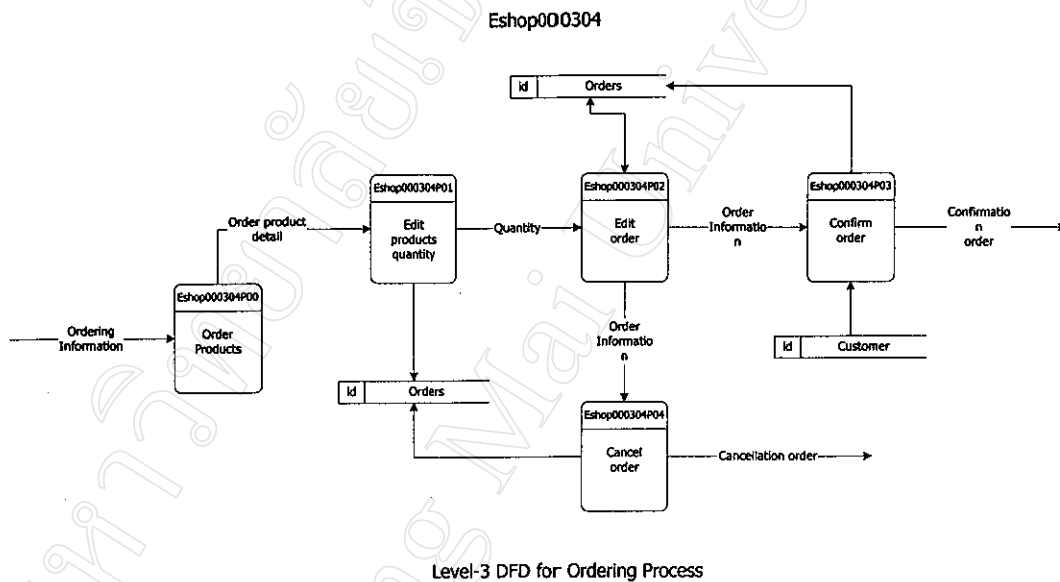 Eshop000304
id Orders
Eshop000304P01
Edit
products
quantity
Eshop000304P02
Edit
order
Eshop000304P03
Confirm
order
Order product
detail
Quantity
Order
Informatio
n
Confirmatio
n
order
Eshop000304P00
Order
Products
Ordering
Information
Order
Informatio
n
id Customer
id Orders
Eshop000304P04
Cancel
order
Cancellation order
Level-3 DFD for Ordering Process